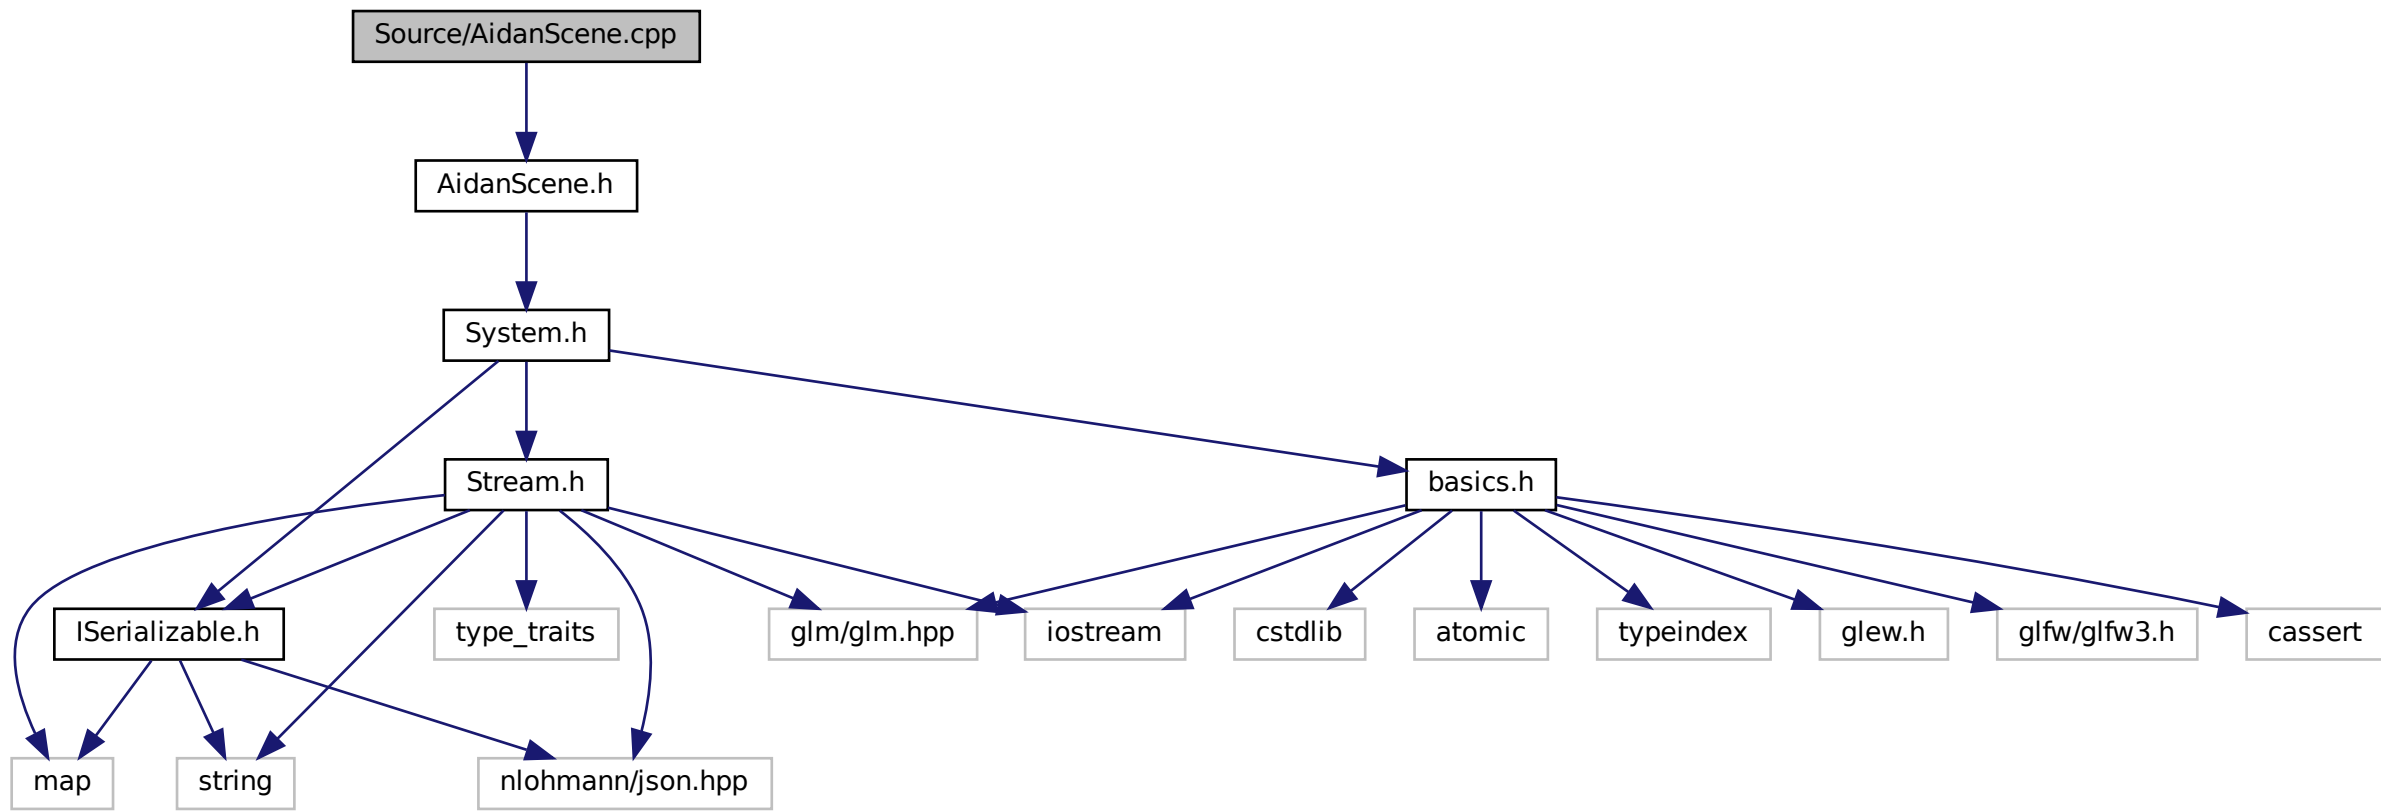 Source/AidanScene.cpp
AidanScene.h
System.h
Stream.h
basics.h
ISerializable.h
type_traits
glm/glm.hpp
iostream
cstdlib
atomic
typeindex
glew.h
glfw/glfw3.h
cassert
map
string
nlohmann/json.hpp